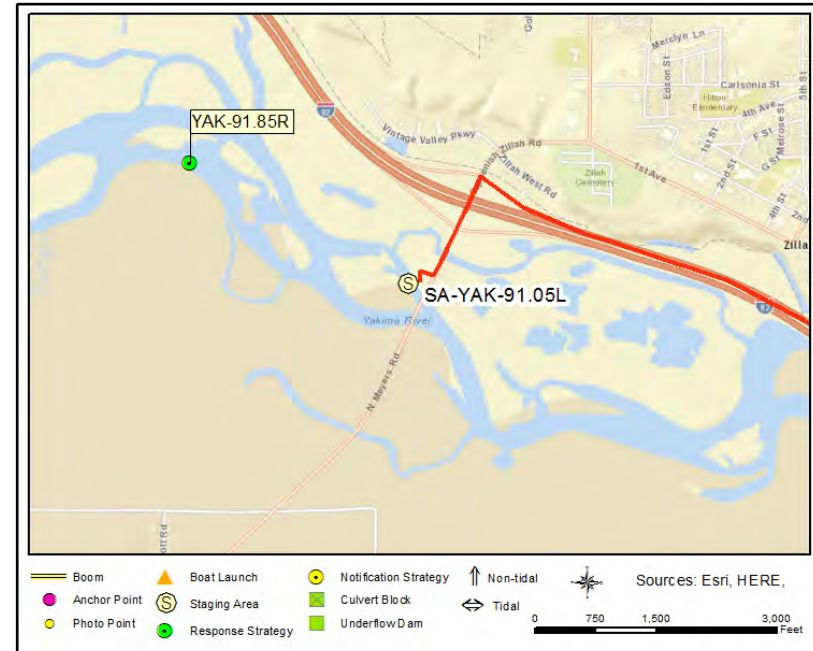 Merclyn Ln
Edson St
Carlsonia St
5th St
YAK-91.85R
82
Hilton
Elementary
4th Ave
Melrose St
F St
1st St
G St
Vintage Valley Pkwy
Zillah Rd
Zillah West Rd
1st Ave
2nd St
Zillah
Cemetery
4th St
2nd
Zilla
SA-YAK-91.05L
S
82
Yakima River
N Meyers Rd
Boom
Boat Launch
Notification Strategy
Non-tidal
Sources: Esri, HERE,
Anchor Point
S
Staging Area
Culvert Block
Tidal
Photo Point
Response Strategy
Underflow Dam
0 750 1,500 3,000
Feet